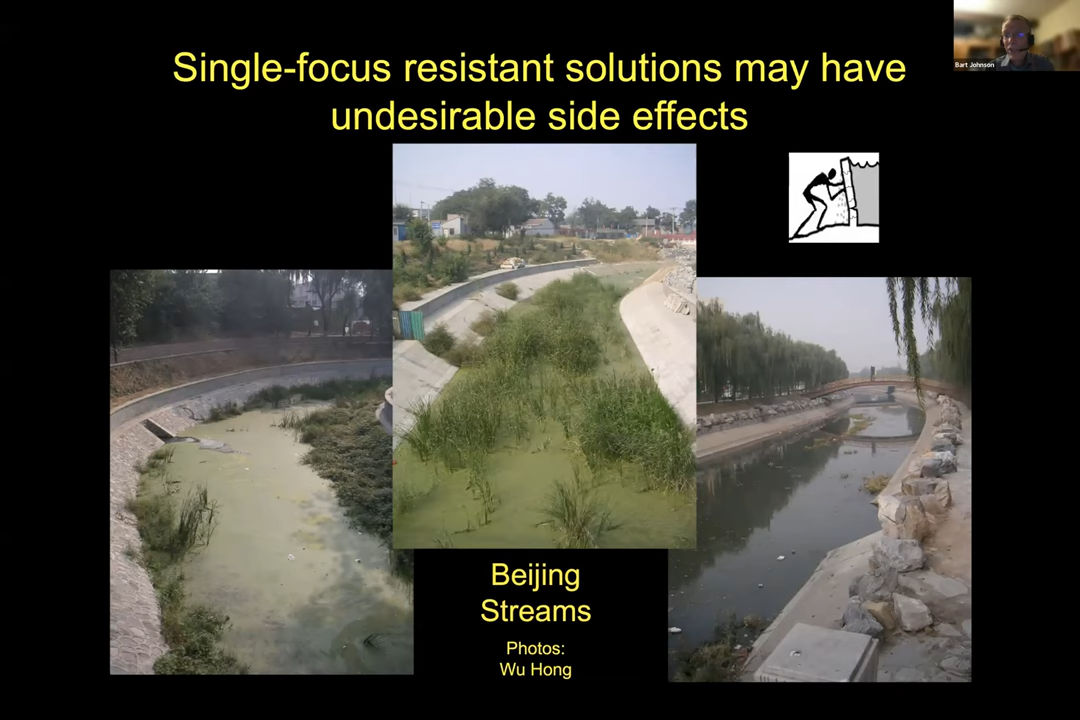 Single-focus resistant solutions may have
undesirable side effects
Bart Johnson
Beijing
Streams
Photos:
Wu Hong